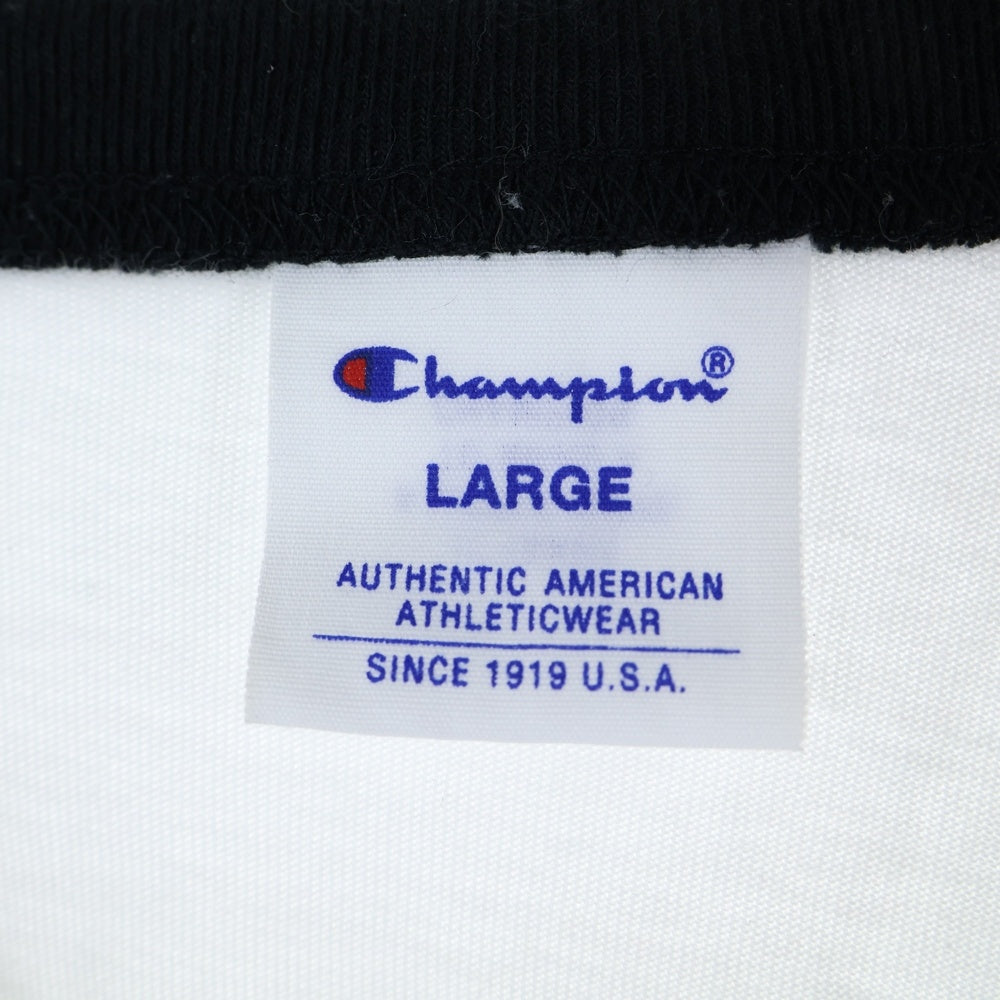 Champion®
LARGE
AUTHENTIC AMERICAN
ATHLETICWEAR
SINCE 1919 U.S.A.